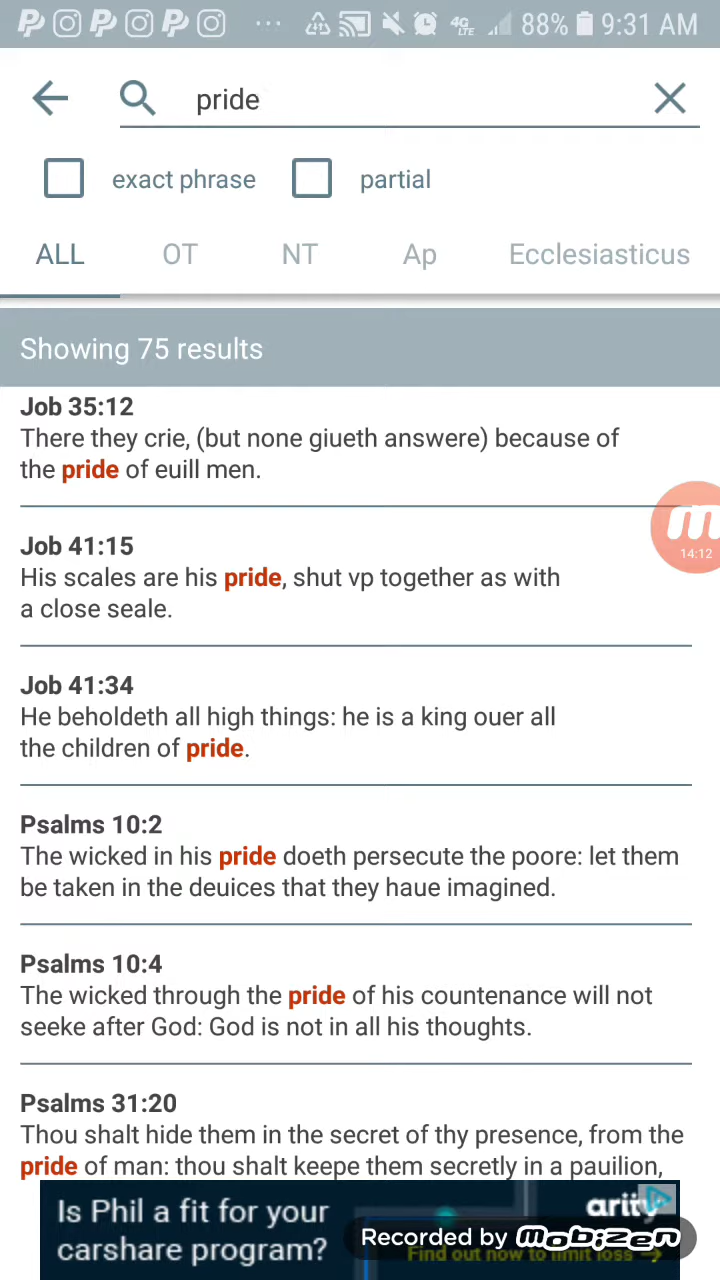 88% 9:31 AM
pride
exact phrase partial
ALL OT NT Ap Ecclesiasticus
Showing 75 results
Job 35:12
There they crie, (but none giueth answere) because of
the pride of euill men.
Job 41:15
His scales are his pride, shut vp together as with
a close seale.
14:12
Job 41:34
He beholdeth all high things: he is a king ouer all
the children of pride.
Psalms 10:2
The wicked in his pride doeth persecute the poore: let them
be taken in the deuices that they haue imagined.
Psalms 10:4
The wicked through the pride of his countenance will not
seeke after God: God is not in all his thoughts.
Psalms 31:20
Thou shalt hide them in the secret of thy presence, from the
pride of man: thou shalt keepe them secretly in a pauilion,
Is Phil a fit for your
carshare program?
Recorded by Mobizen
Find out now to limit loss →